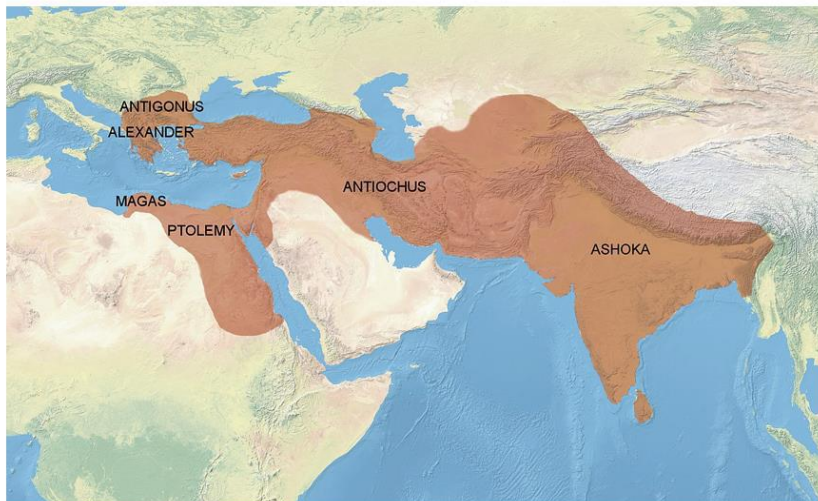 ANTIGONUS
ALEXANDER
MAGAS
PTOLEMY
ANTIOCHUS
ASHOKA